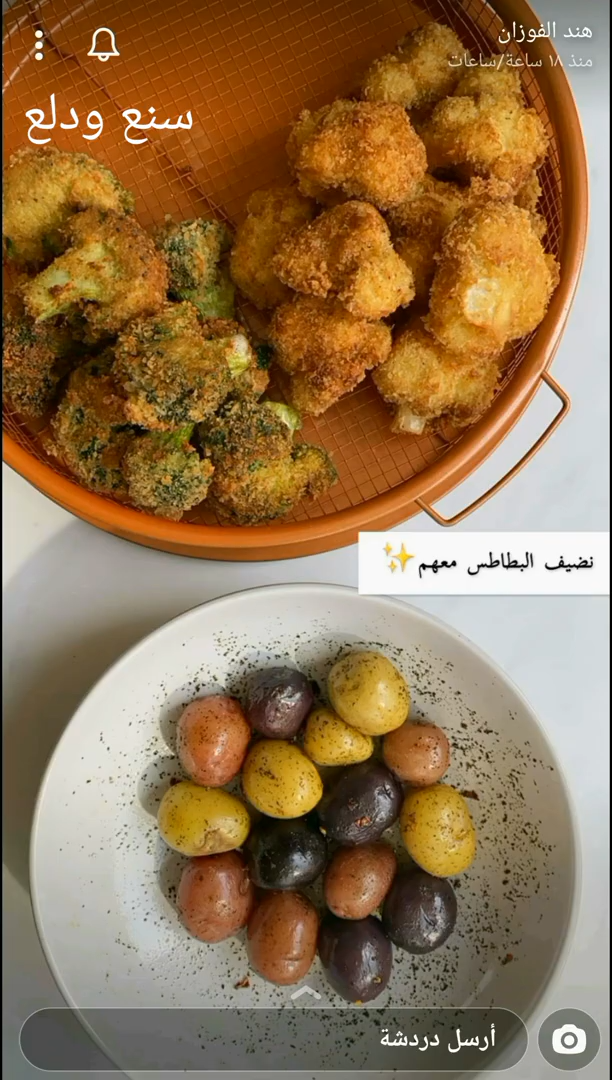 هند الفوزان
منذ ١٨ ساعة/ساعات
سنع ودلع
نضيف البطاطس معهم✨
أرسل دردشة